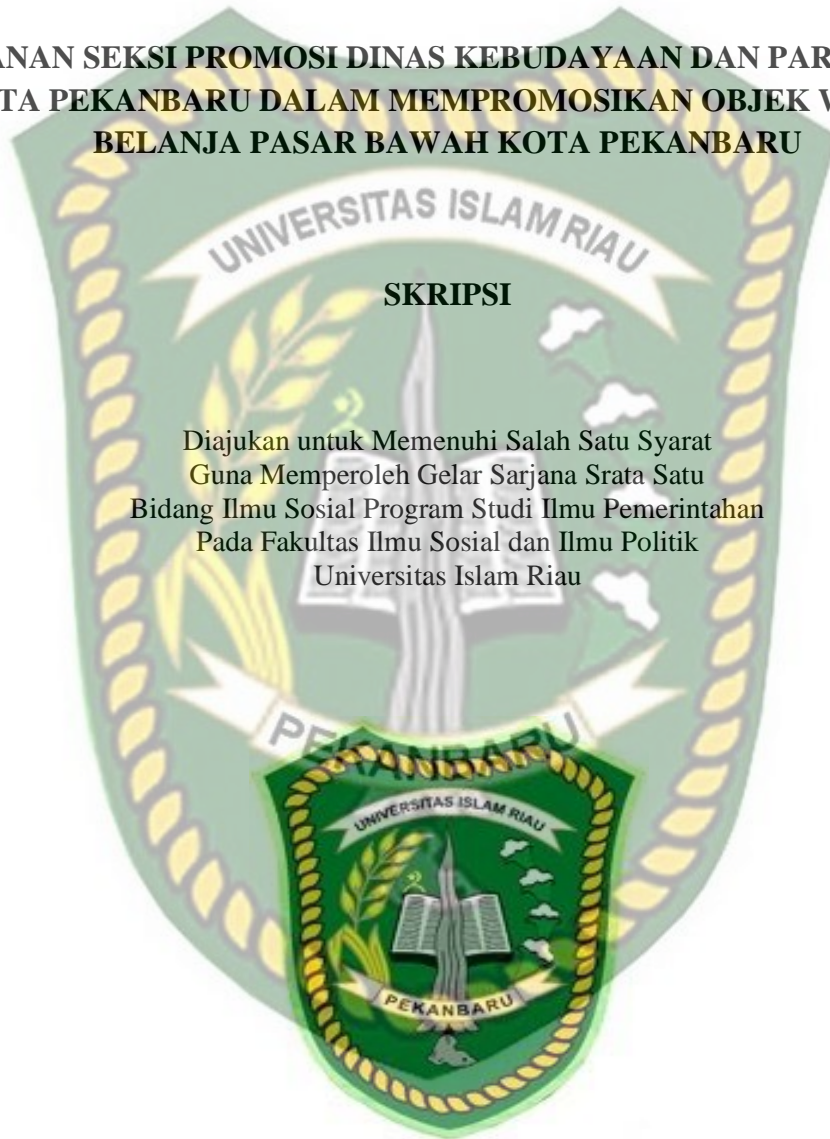 ANAN SEKSI PROMOSI DINAS KEBUDAYAAN DAN PAR
TA PEKANBARU DALAM MEMPROMOSIKAN OBJEK
BELANJA PASAR BAWAH KOTA PEKANBARU
UNIVERSITAS ISLAM RIAU
SKRIPSI
Diajukan untuk Memenuhi Salah Satu Syarat
Guna Memperoleh Gelar Sarjana Srata Satu
Bidang Ilmu Sosial Program Studi Ilmu Pemerintahan
Pada Fakultas Ilmu Sosial dan Ilmu Politik
Universitas Islam Riau
PEKANBARU
UNIVERSITAS ISLAM RIAU
PEKANBARU